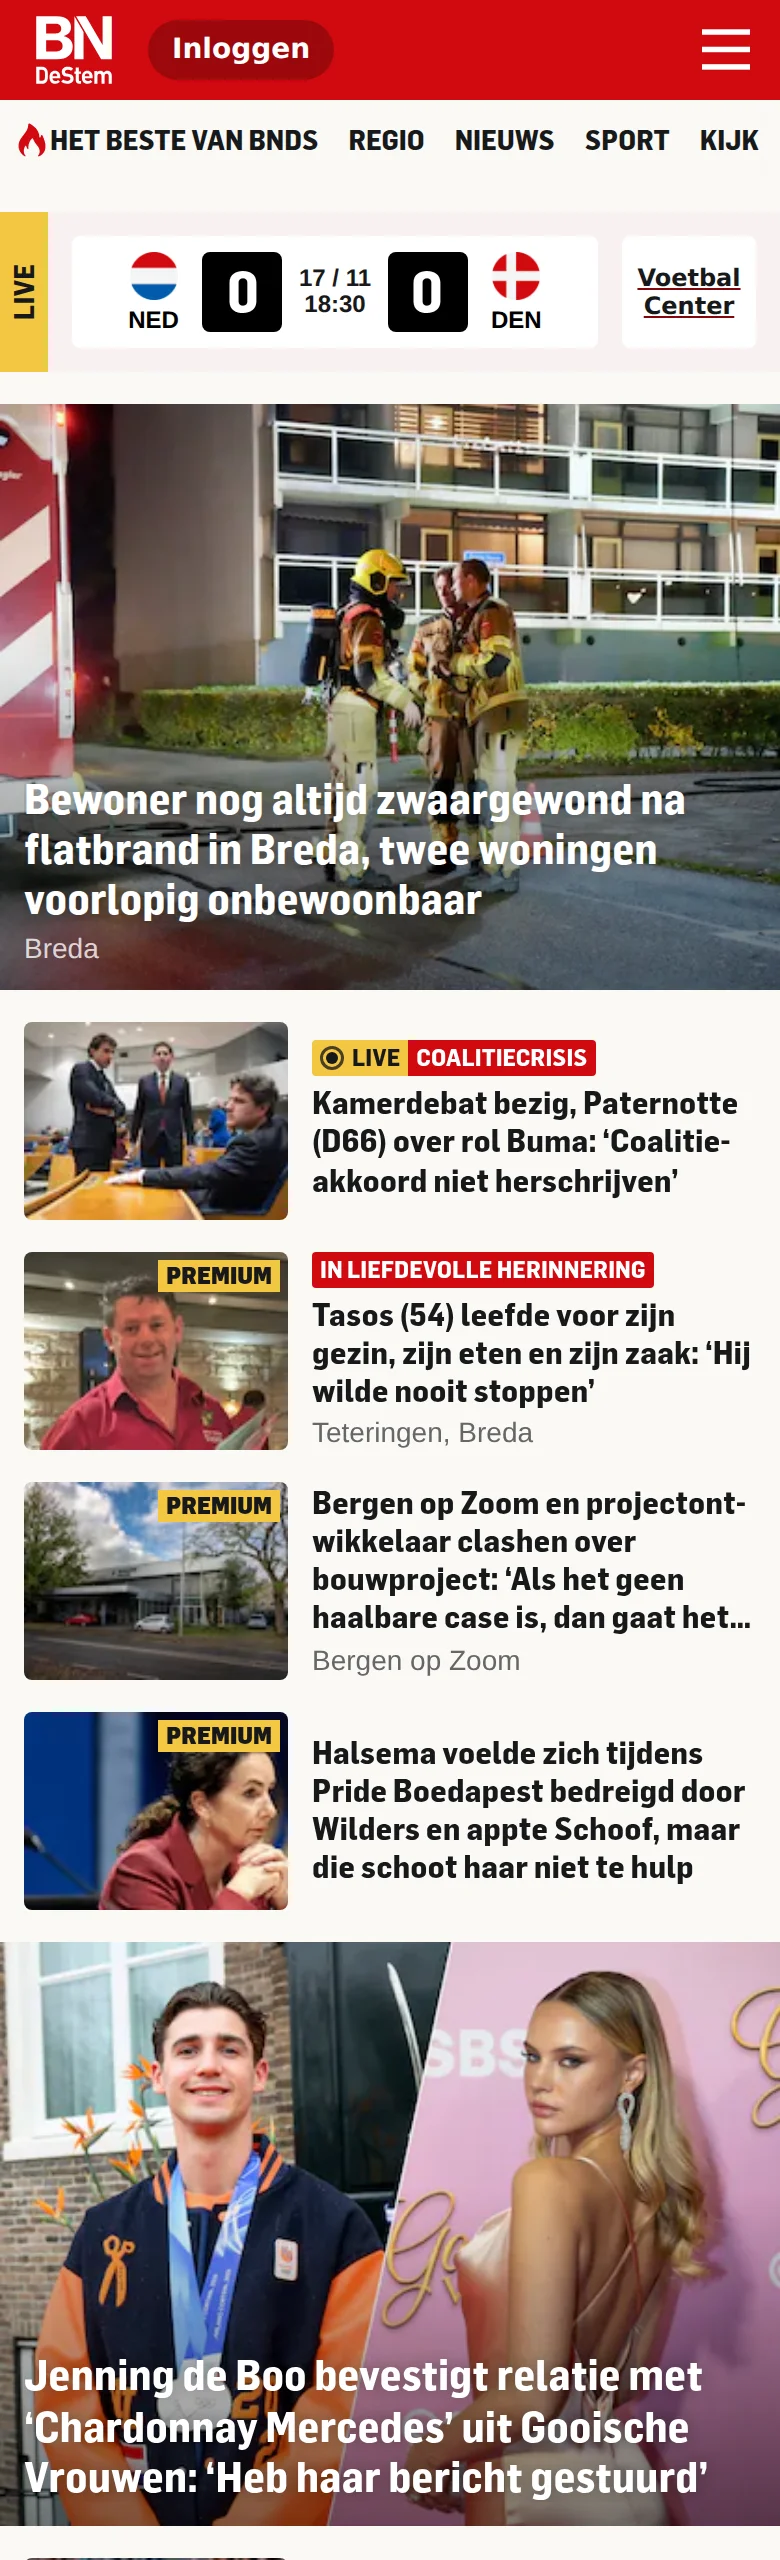 BN
DeStem
Inloggen
HET BESTE VAN BNDS REGIO NIEUWS SPORT KIJK
LIVE
NED
0
17 / 11
18:30
0
DEN
Voetbal
Center
Bewoner nog altijd zwaargewond na
flatbrand in Breda, twee woningen
voorlopig onbewoonbaar
Breda
LIVE COALITIECRISIS
Kamerdebat bezig, Paternotte
(D66) over rol Buma: ‘Coalitie-
akkoord niet herschrijven’
PREMIUM
IN LIEFDEVOLLE HERINNERING
Tasos (54) leefde voor zijn
gezin, zijn eten en zijn zaak: ‘Hij
wilde nooit stoppen’
Teteringen, Breda
PREMIUM
Bergen op Zoom en projectont-
wikkelaar clashen over
bouwproject: ‘Als het geen
haalbare case is, dan gaat het...
Bergen op Zoom
PREMIUM
Halsema voelde zich tijdens
Pride Boedapest bedreigd door
Wilders en appte Schoof, maar
die schoot haar niet te hulp
SBS
Jenning de Boo bevestigt relatie met
‘Chardonnay Mercedes’ uit Gooische
Vrouwen: ‘Heb haar bericht gestuurd’